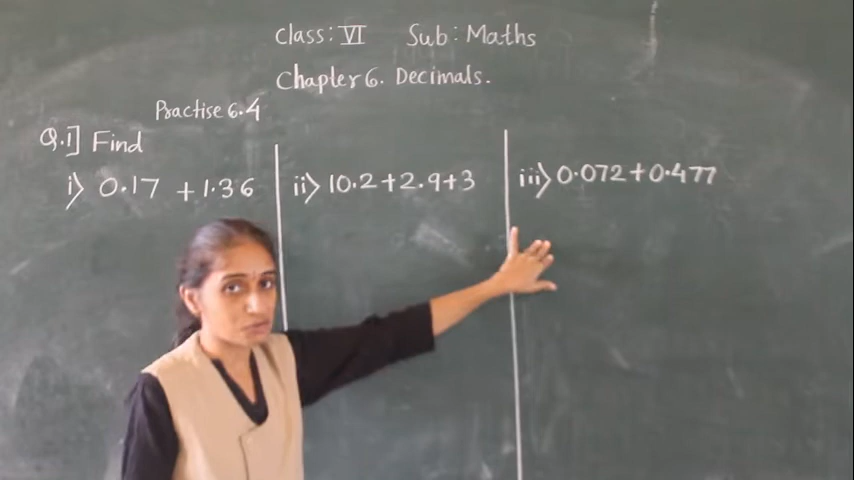 Class: VI Sub: Maths
Chapter 6. Decimals.
Practise 6.4
Q.1] Find
i) 0.17 + 1.36
ii) 10.2+2.9+3
iii) 0.072+0.477